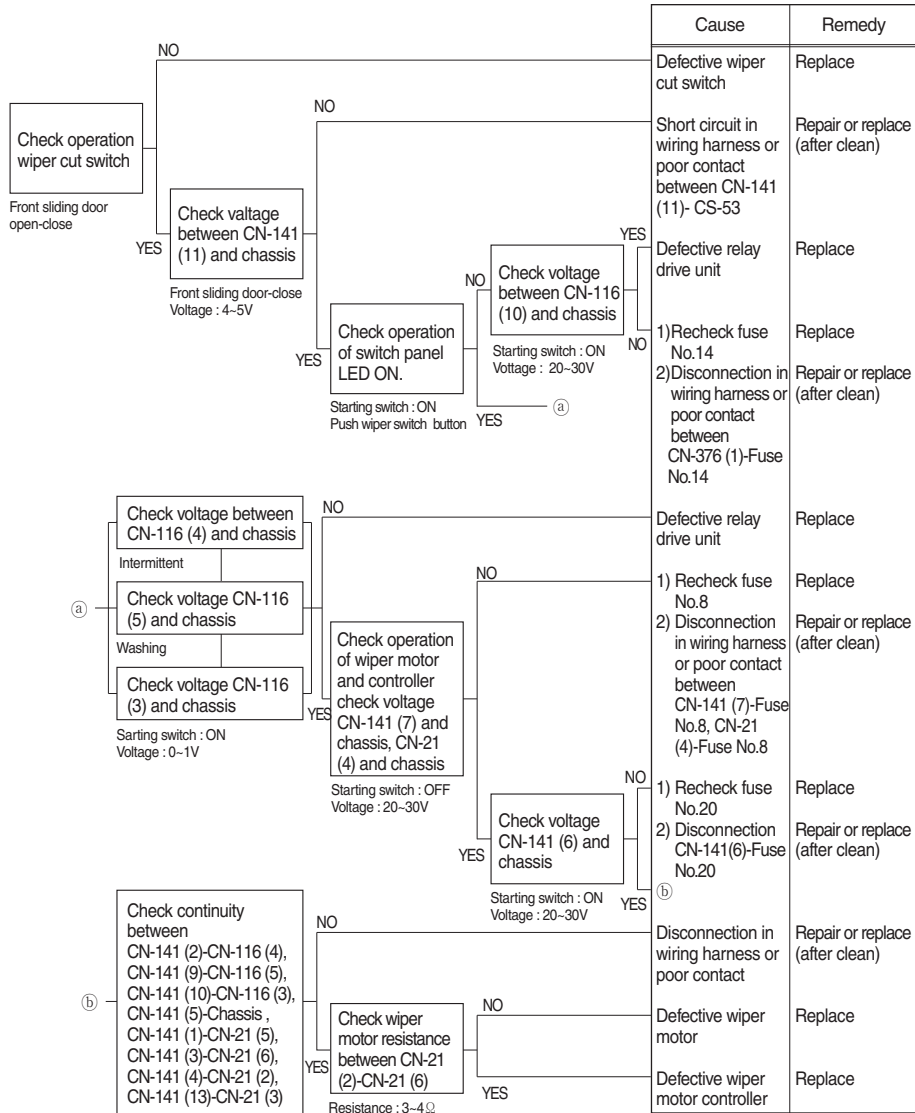 Cause Remedy
NO
Defective wiper Replace
cut switch
NO
Check operation
wiper cut switch
Front sliding door
open-close
Short circuit in Repair or replace
wiring harness or (after clean)
poor contact
between CN-141
(11)- CS-53
YES
Check valtage
between CN-141
(11) and chassis
Front sliding door-close
Voltage : 4~5V
YES
Defective relay Replace
drive unit
NO
Check voltage
between CN-116
(10) and chassis
Starting switch : ON
Vottage : 20~30V
NO
YES
Check operation
of switch panel
LED ON.
Starting switch : ON
Push wiper switch button
YES
ⓐ
1)Recheck fuse Replace
No.14
2)Disconnection in Repair or replace
wiring harness or (after clean)
poor contact
between
CN-376 (1)-Fuse
No.14
Check voltage between
CN-116 (4) and chassis
Intermittent
ⓐ
Check voltage CN-116
(5) and chassis
Washing
Check voltage CN-116
(3) and chassis
Sarting switch : ON
Voltage : 0~1V
NO
Defective relay Replace
drive unit
NO
YES
Check operation
of wiper motor
and controller
check voltage
CN-141 (7) and
chassis, CN-21
(4) and chassis
Starting switch : OFF
Voltage : 20~30V
1) Recheck fuse Replace
No.8
2) Disconnection Repair or replace
in wiring harness (after clean)
or poor contact
between
CN-141 (7)-Fuse
No.8, CN-21
(4)-Fuse No.8
NO
YES
Check voltage
CN-141 (6) and
chassis
Starting switch : ON
Voltage : 20~30V
YES
1) Recheck fuse Replace
No.20
2) Disconnection Repair or replace
CN-141(6)-Fuse (after clean)
No.20
ⓑ
ⓑ
Check continuity
between
CN-141 (2)-CN-116 (4),
CN-141 (9)-CN-116 (5),
CN-141 (10)-CN-116 (3),
CN-141 (5)-Chassis ,
CN-141 (1)-CN-21 (5),
CN-141 (3)-CN-21 (6),
CN-141 (4)-CN-21 (2),
CN-141 (13)-CN-21 (3)
NO
Disconnection in Repair or replace
wiring harness or (after clean)
poor contact
YES
Check wiper
motor resistance
between CN-21
(2)-CN-21 (6)
Resistance : 3~4Ω
NO
Defective wiper Replace
motor
YES
Defective wiper Replace
motor controller